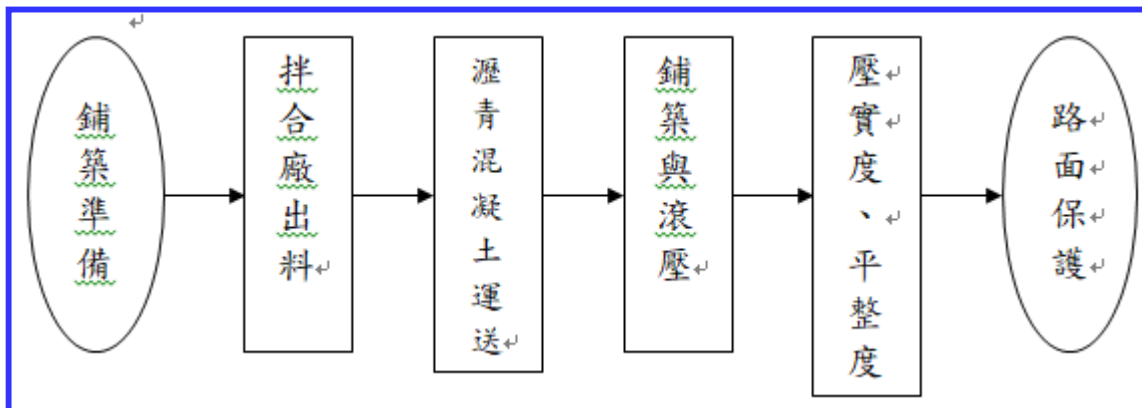 鋪築準備
拌合廠出料
瀝青混凝土運送
鋪築與滾壓
壓實度、平整度
路面保護